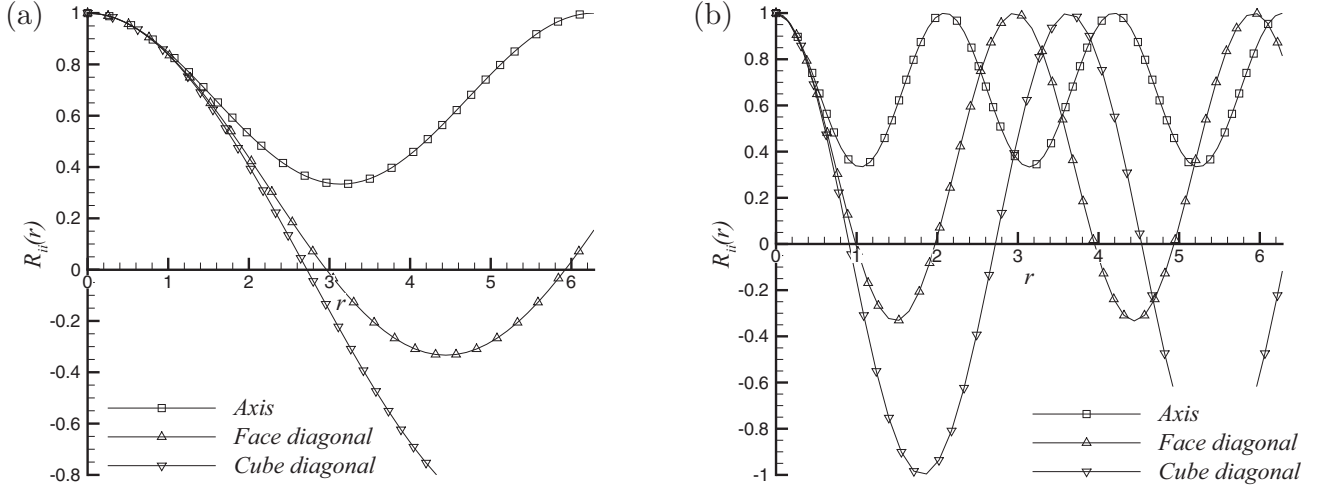 (a)
R_ii(r)
1
0.8
0.6
0.4
0.2
0
-0.2
-0.4
-0.6
-0.8
0 1 2 3 4 5 6
r
Axis
Face diagonal
Cube diagonal
(b)
R_ii(r)
1
0.8
0.6
0.4
0.2
0
-0.2
-0.4
-0.6
-0.8
-1
0 1 2 3 4 5 6
r
Axis
Face diagonal
Cube diagonal